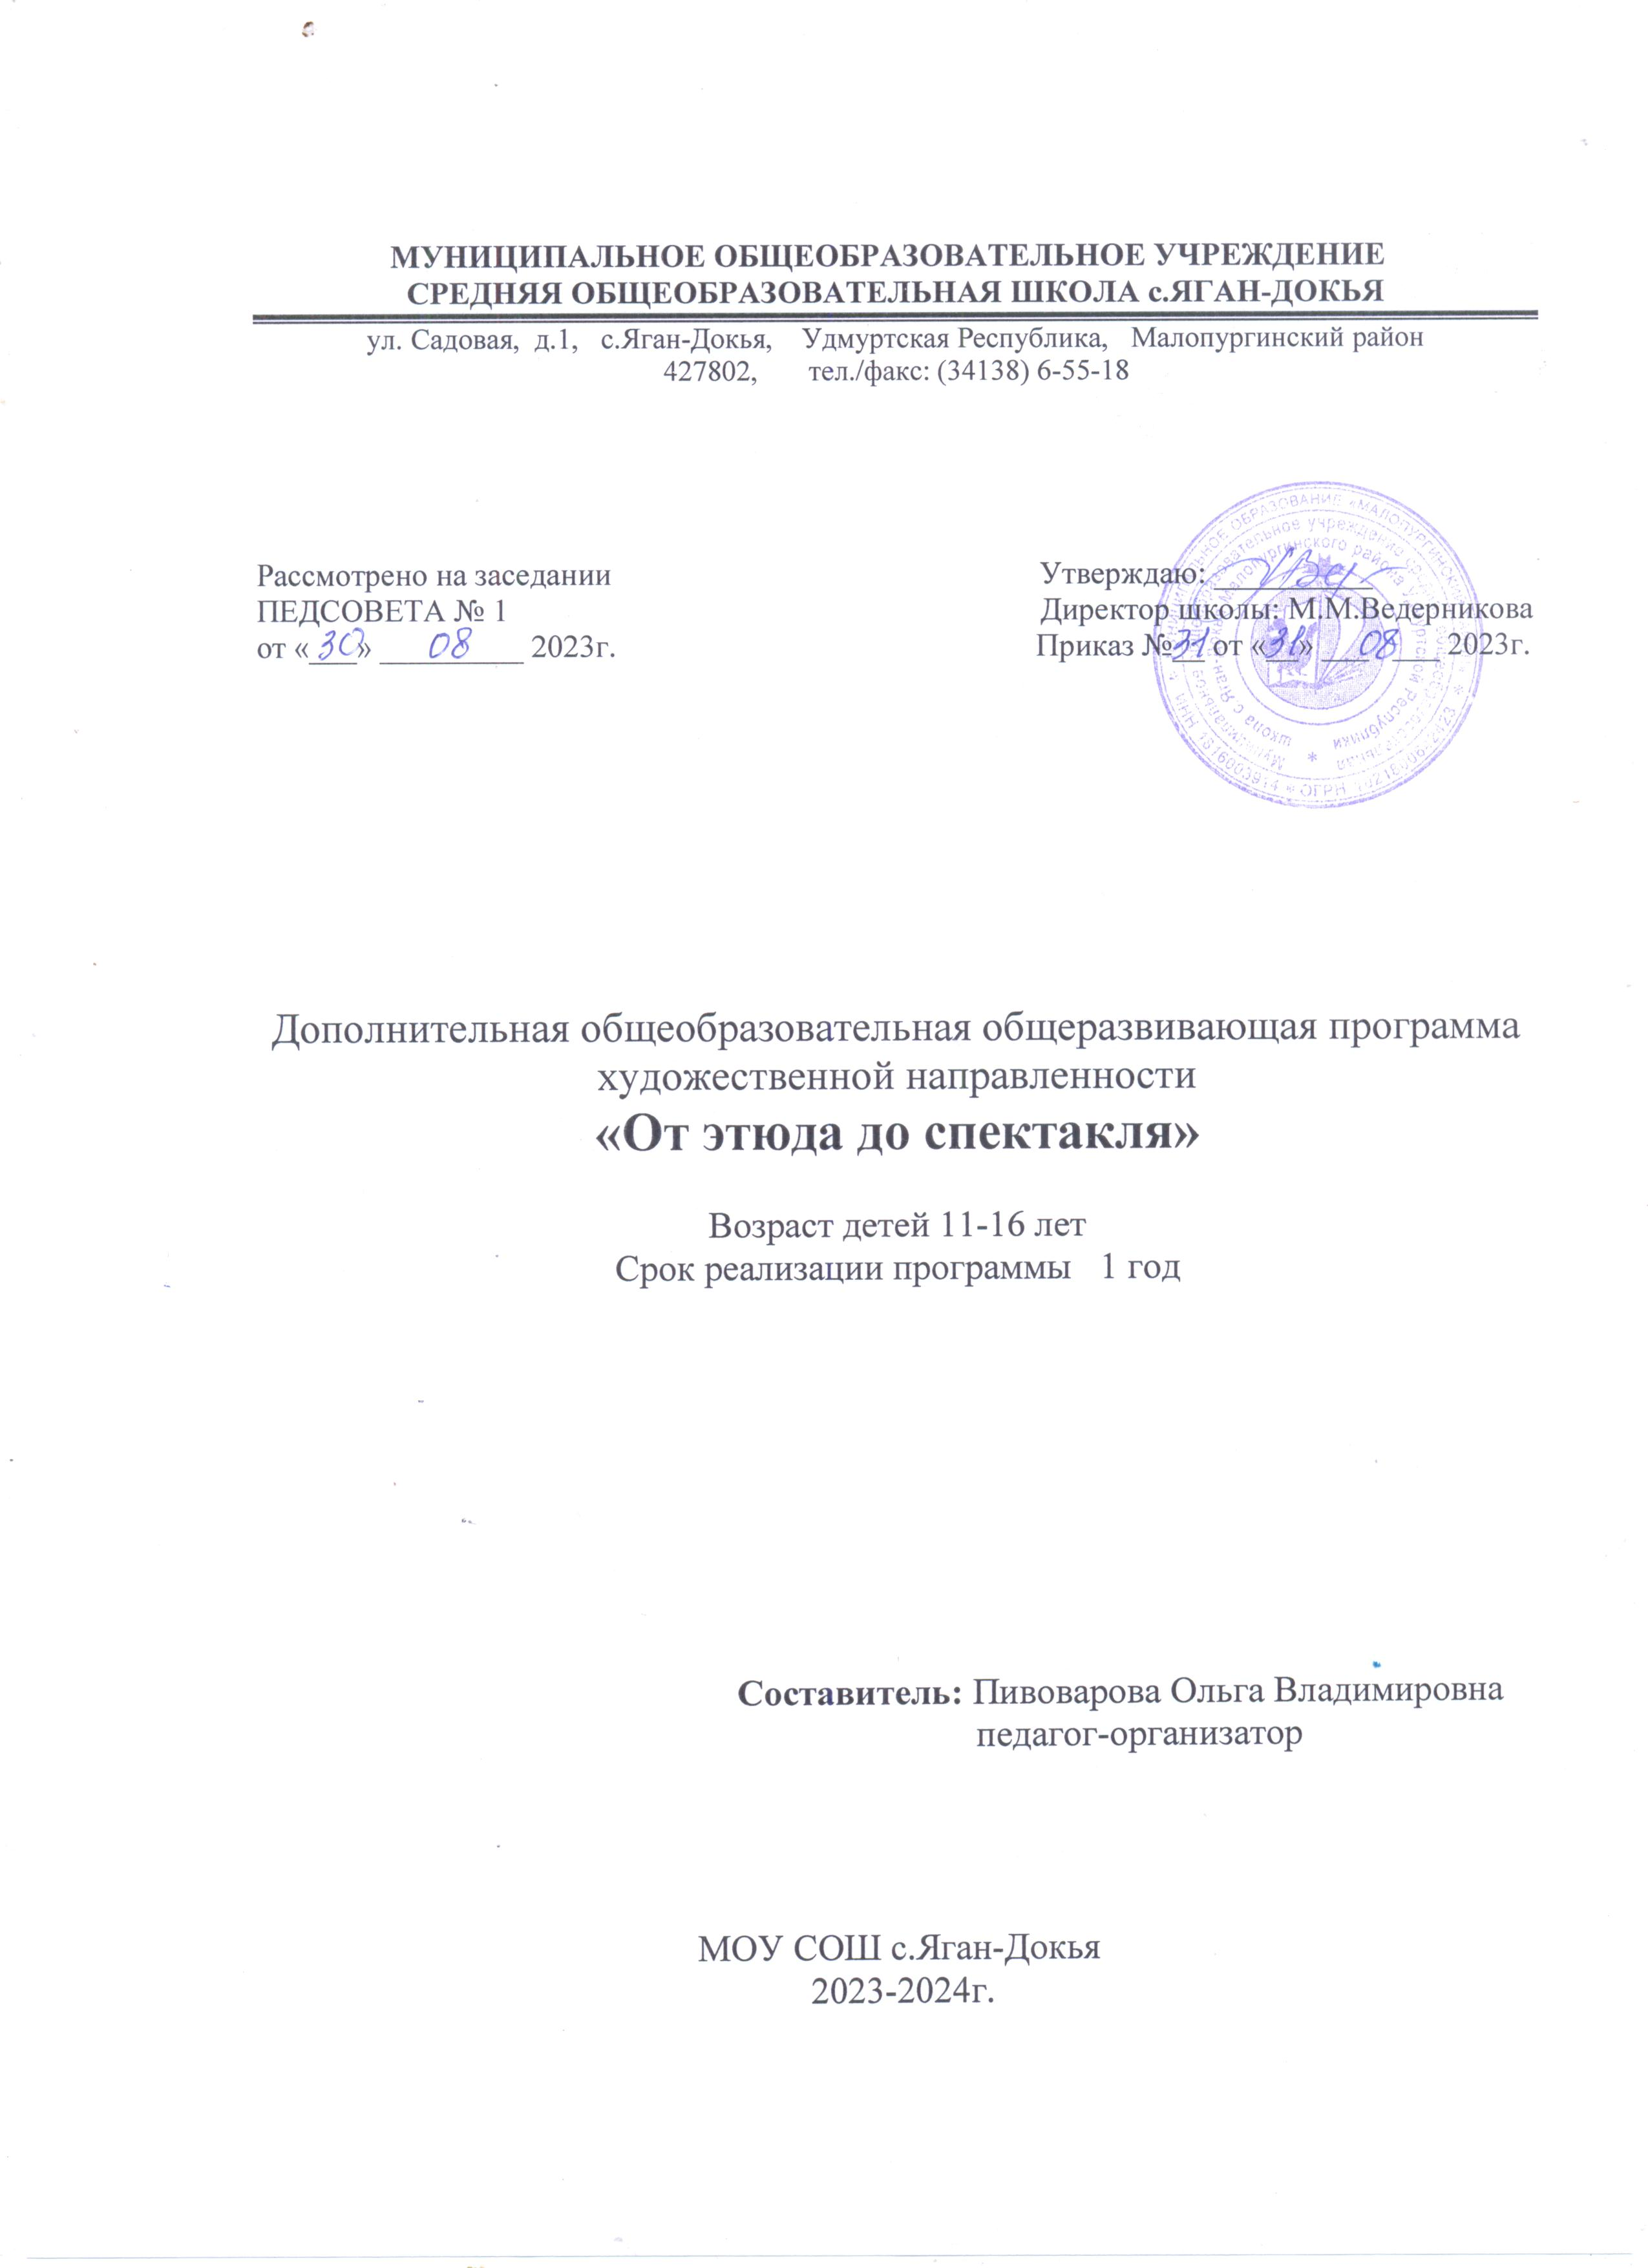 МУНИЦИПАЛЬНОЕ ОБЩЕОБРАЗОВАТЕЛЬНОЕ УЧРЕЖДЕНИЕ
СРЕДНЯЯ ОБЩЕОБРАЗОВАТЕЛЬНАЯ ШКОЛА с.ЯГАН-ДОКЬЯ
ул. Садовая, д.1, с.Яган-Докья, Удмуртская Республика, Малопургинский район
427802, тел./факс: (34138) 6-55-18
Рассмотрено на заседании
ПЕДСОВЕТА № 1
от «30» 08 2023г.
Утверждаю:
Директор школы: М.М.Ведерникова
Приказ № 31 от «31» 08 2023г.
Дополнительная общеобразовательная общеразвивающая программа
художественной направленности
«От этюда до спектакля»
Возраст детей 11-16 лет
Срок реализации программы 1 год
Составитель: Пивоварова Ольга Владимировна
педагог-организатор
МОУ СОШ с.Яган-Докья
2023-2024г.